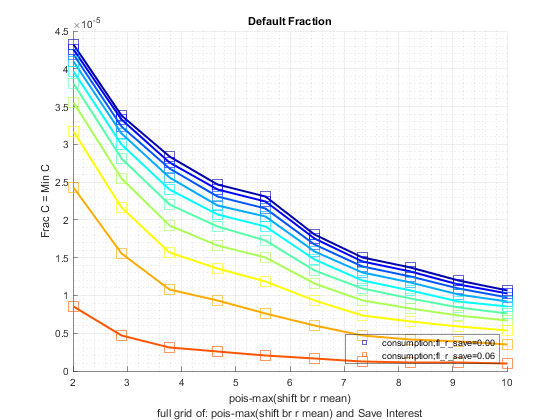 Default Fraction
×10⁻⁵
4.5
4
3.5
3
2.5
2
1.5
1
0.5
0
Frac C = Min C
2 3 4 5 6 7 8 9 10
consumption;fl_r_save=0.00
consumption;fl_r_save=0.06
pois-max(shift br r mean)
full grid of: pois-max(shift br r mean) and Save Interest